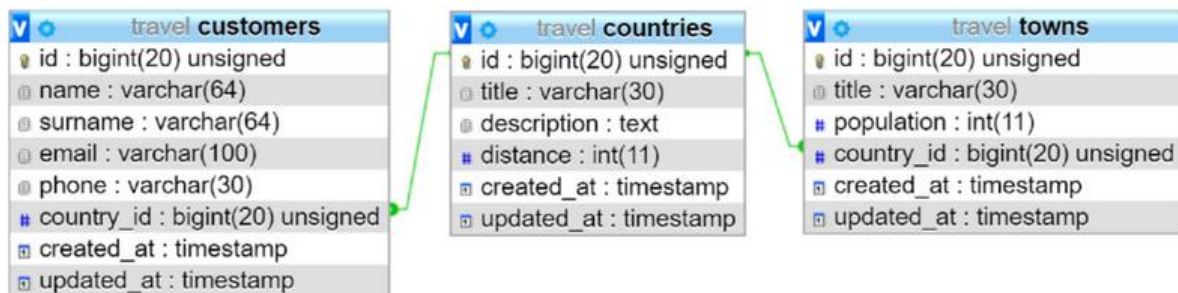 travel customers
id : bigint(20) unsigned
name : varchar(64)
surname : varchar(64)
email : varchar(100)
phone : varchar(30)
country_id : bigint(20) unsigned
created_at : timestamp
updated_at : timestamp
travel countries
id : bigint(20) unsigned
title : varchar(30)
description : text
distance : int(11)
created_at : timestamp
updated_at : timestamp
travel towns
id : bigint(20) unsigned
title : varchar(30)
population : int(11)
country_id : bigint(20) unsigned
created_at : timestamp
updated_at : timestamp